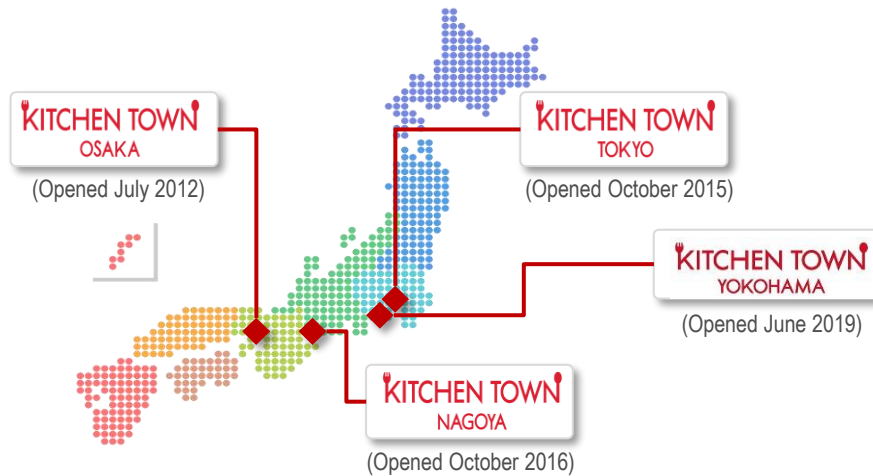 KITCHEN TOWN
OSAKA
(Opened July 2012)
KITCHEN TOWN
TOKYO
(Opened October 2015)
KITCHEN TOWN
YOKOHAMA
(Opened June 2019)
KITCHEN TOWN
NAGOYA
(Opened October 2016)